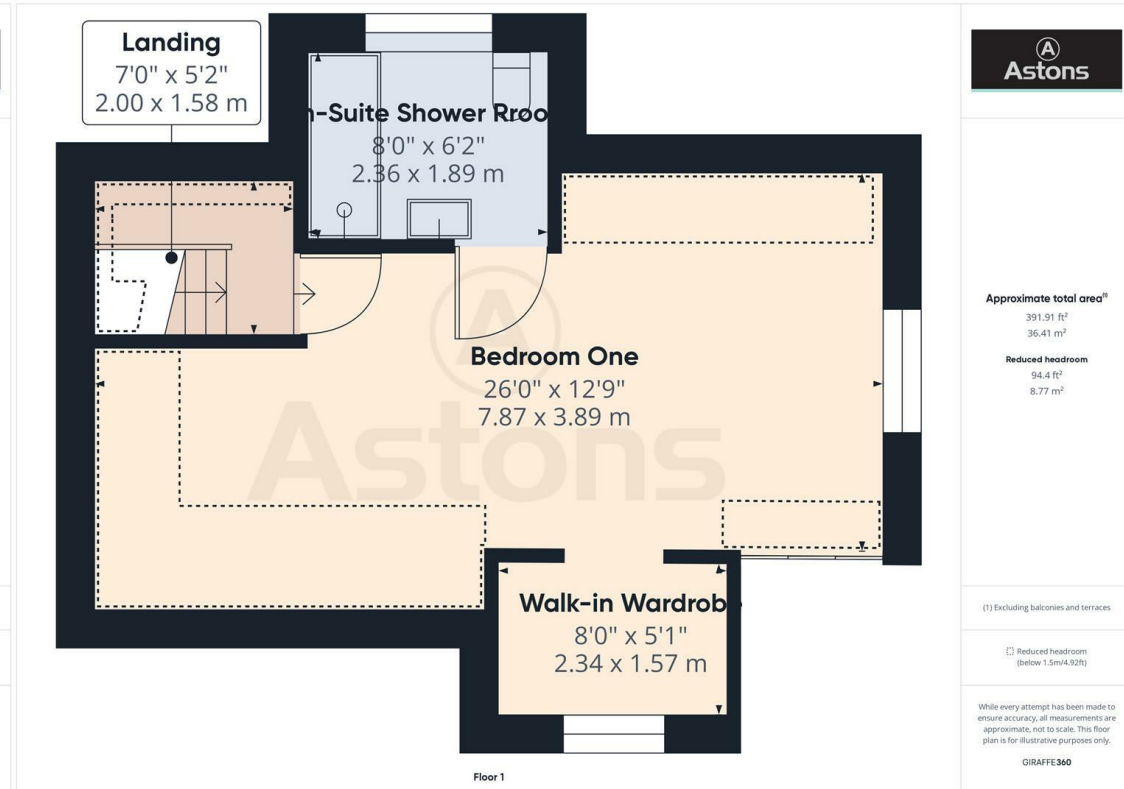 Landing
7'0" x 5'2"
2.00 x 1.58 m
n-Suite Shower Rroo
8'0" x 6'2"
2.36 x 1.89 m
Bedroom One
26'0" x 12'9"
7.87 x 3.89 m
A
Astons
Walk-in Wardrob
8'0" x 5'1"
2.34 x 1.57 m
Floor 1
A
Astons
Approximate total area(1)
391.91 ft²
36.41 m²
Reduced headroom
94.4 ft²
8.77 m²
(1) Excluding balconies and terraces
Reduced headroom
(below 1.5m/4.92ft)
While every attempt has been made to
ensure accuracy, all measurements are
approximate, not to scale. This floor
plan is for illustrative purposes only.
GIRAFFE360